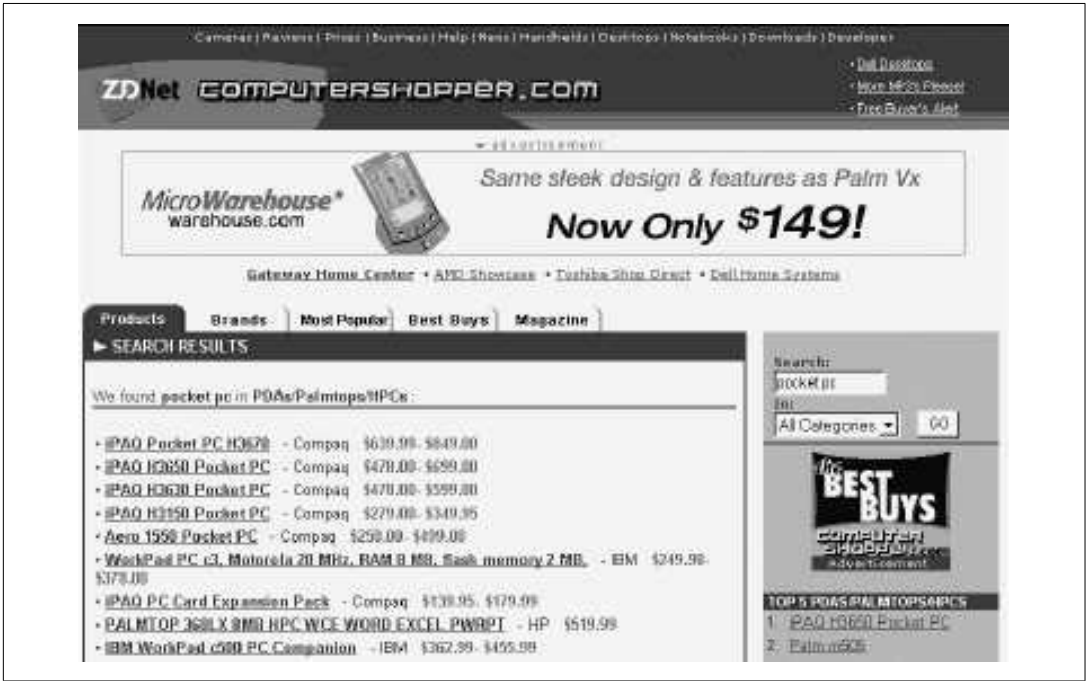 Cameras | Reviews | Prices | Business | Help | News | Handhelds | Desktops | Notebooks | Downloads | Developer
• Dell Desktops
• More MP3's Please!
• Free Buyer's Alert
ZDNet COMPUTERSHOPPER.COM
advertisement
MicroWarehouse*
warehouse.com
Same sleek design & features as Palm Vx
Now Only $149!
Gateway Home Center • AMD Showcase • Toshiba Shop Direct • Dell Home Systems
Products Brands Most Popular Best Buys Magazine
► SEARCH RESULTS
We found pocket pc in PDAs/Palmtops/HPCs :
• iPAQ Pocket PC H3670 - Compaq $639.99- $849.00
• iPAQ H3650 Pocket PC - Compaq $478.00- $699.00
• iPAQ H3630 Pocket PC - Compaq $470.00- $599.00
• iPAQ H3150 Pocket PC - Compaq $279.00- $349.95
• Aero 1550 Pocket PC - Compaq $250.00- $499.00
• WorkPad PC c3, Motorola 20 MHz, RAM 8 MB, flash memory 2 MB, - IBM $249.98-
$378.00
• iPAQ PC Card Expansion Pack - Compaq $139.95- $179.99
• PALMTOP 360LX 8MB HPC WCE WORD EXCEL PWRPT - HP $519.99
• IBM WorkPad c500 PC Companion - IBM $362.99- $455.99
Search:
pocket pc
In:
All Categories GO
BEST
BUYS
COMPUTER
SHOPPER
Advertisement
TOP 5 PDAS/PALMTOPS/HPCS
1. iPAQ H3650 Pocket PC
2. Palm m505